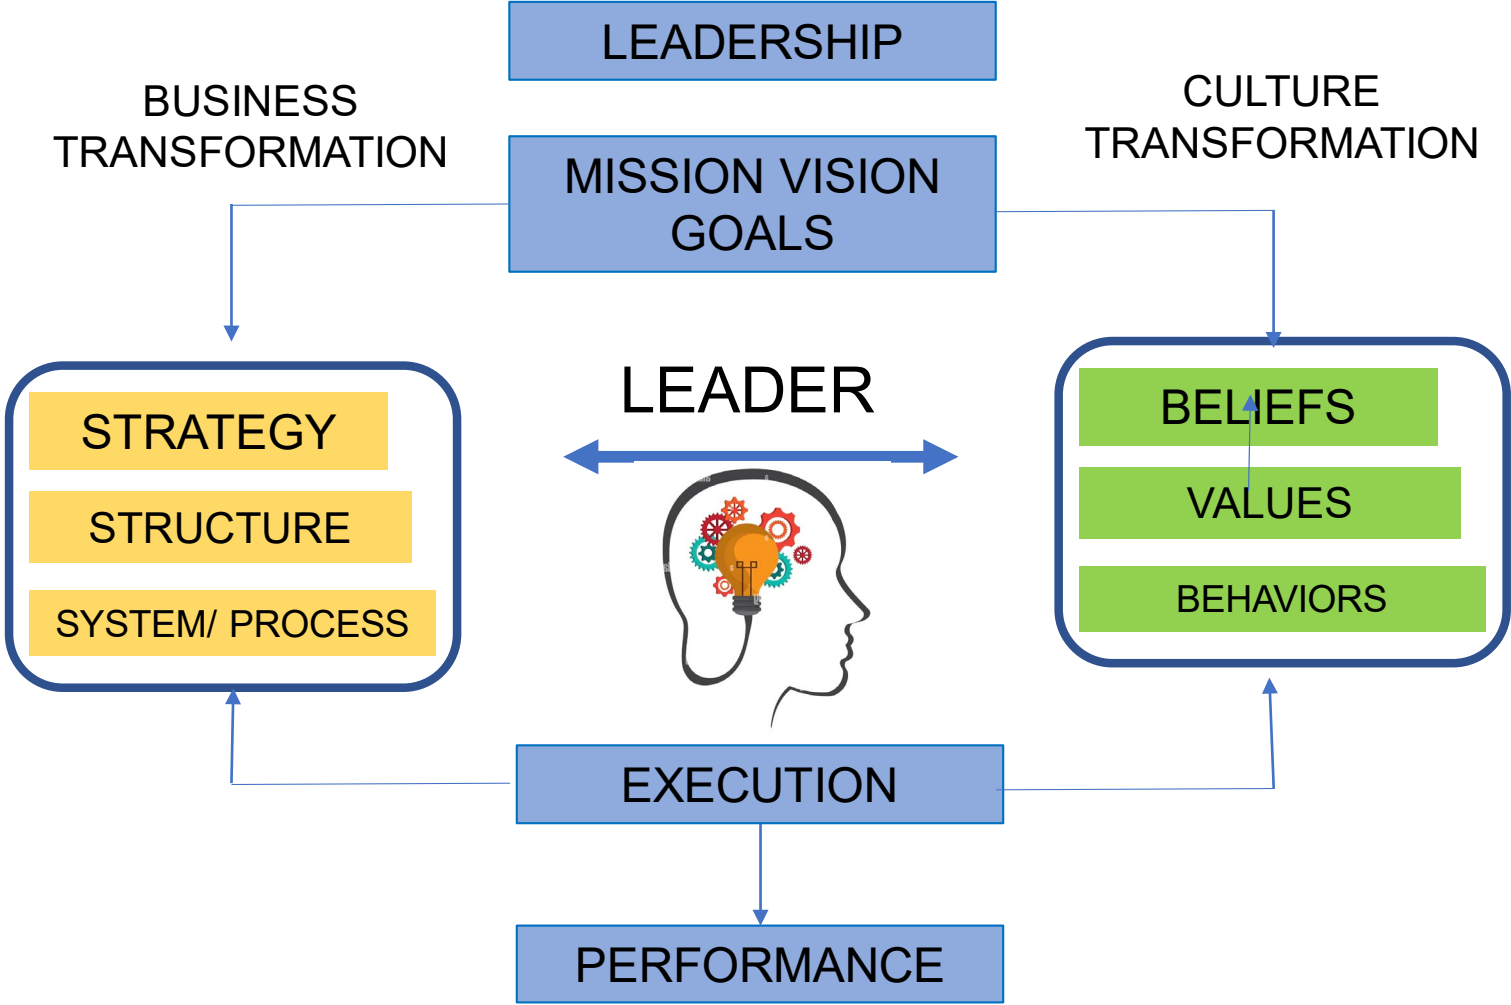 LEADERSHIP
BUSINESS
TRANSFORMATION
CULTURE
TRANSFORMATION
MISSION VISION
GOALS
STRATEGY
STRUCTURE
SYSTEM/ PROCESS
LEADER
BELIEFS
VALUES
BEHAVIORS
EXECUTION
PERFORMANCE